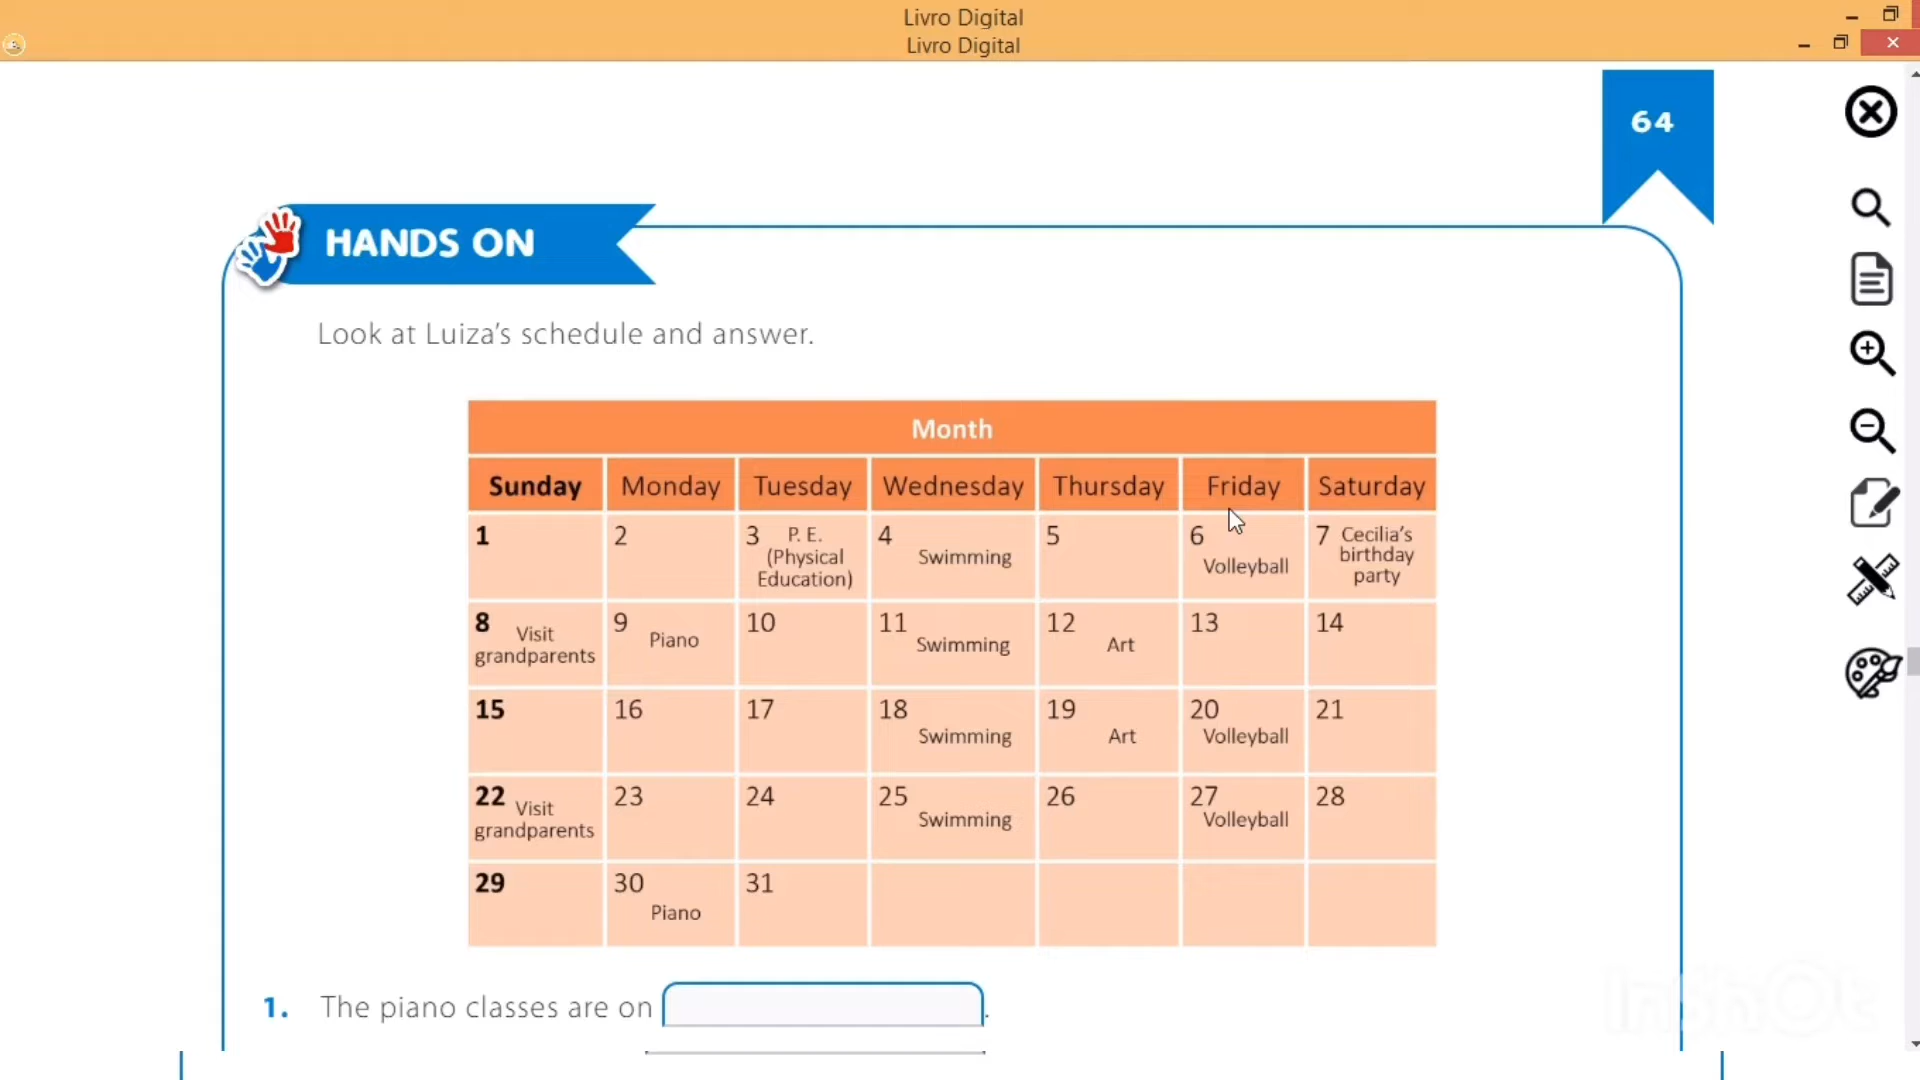 Livro Digital
Livro Digital
64
HANDS ON
Look at Luiza's schedule and answer.
Month
Sunday Monday Tuesday Wednesday Thursday Friday Saturday
1 2 3 P. E. (Physical Education) 4 Swimming 5 6 Volleyball 7 Cecilia's birthday party
8 Visit grandparents 9 Piano 10 11 Swimming 12 Art 13 14
15 16 17 18 Swimming 19 Art 20 Volleyball 21
22 Visit grandparents 23 24 25 Swimming 26 27 Volleyball 28
29 30 Piano 31
1. The piano classes are on .
InShOt